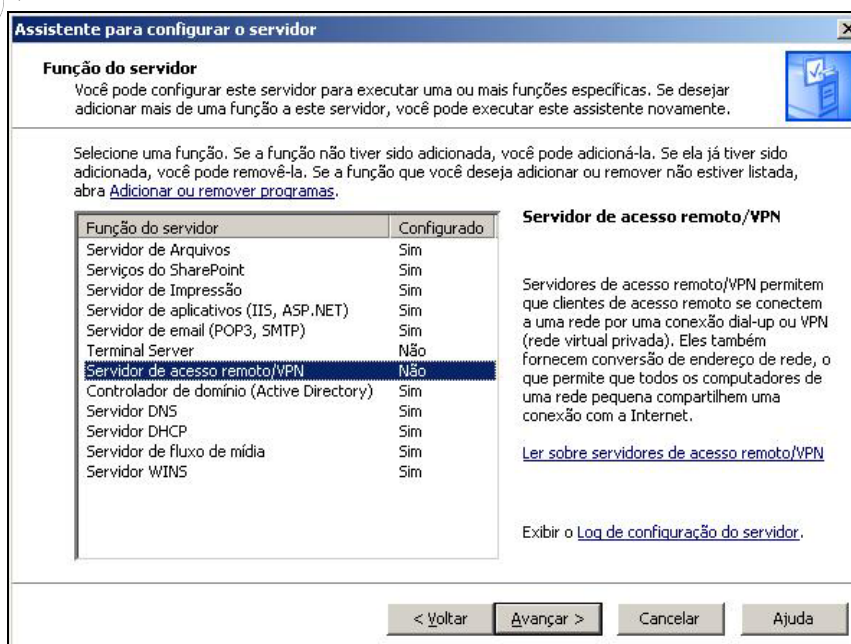 Assistente para configurar o servidor
Função do servidor
Você pode configurar este servidor para executar uma ou mais funções específicas. Se desejar
adicionar mais de uma função a este servidor, você pode executar este assistente novamente.
Selecione uma função. Se a função não tiver sido adicionada, você pode adicioná-la. Se ela já tiver sido
adicionada, você pode removê-la. Se a função que você deseja adicionar ou remover não estiver listada,
abra Adicionar ou remover programas.
Função do servidor Configurado
Servidor de Arquivos Sim
Serviços do SharePoint Sim
Servidor de Impressão Sim
Servidor de aplicativos (IIS, ASP.NET) Sim
Servidor de email (POP3, SMTP) Sim
Terminal Server Não
Servidor de acesso remoto/VPN Não
Controlador de domínio (Active Directory) Sim
Servidor DNS Sim
Servidor DHCP Sim
Servidor de fluxo de mídia Sim
Servidor WINS Sim
Servidor de acesso remoto/VPN
Servidores de acesso remoto/VPN permitem
que clientes de acesso remoto se conectem
a uma rede por uma conexão dial-up ou VPN
(rede virtual privada). Eles também
fornecem conversão de endereço de rede, o
que permite que todos os computadores de
uma rede pequena compartilhem uma
conexão com a Internet.
Ler sobre servidores de acesso remoto/VPN
Exibir o Log de configuração do servidor.
< Voltar Avançar > Cancelar Ajuda